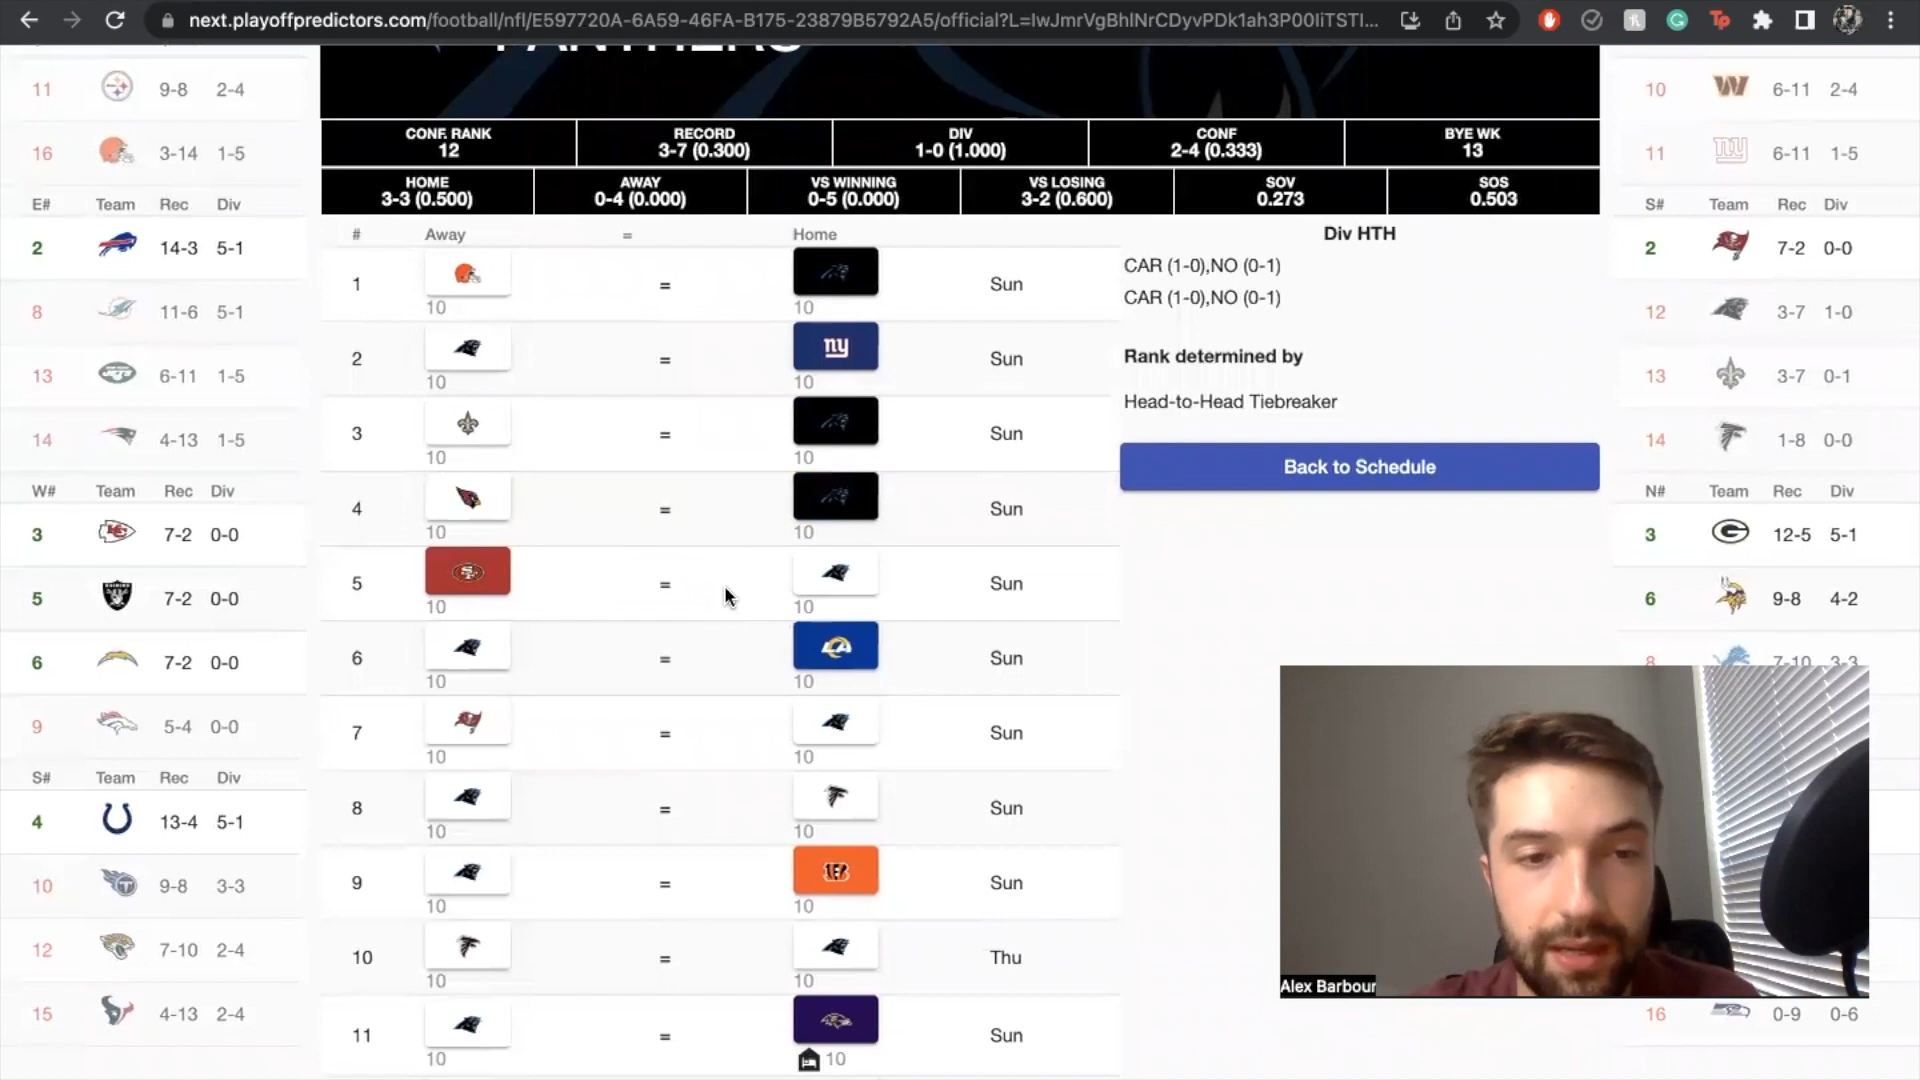 next.playoffpredictors.com/football/nfl/E597720A-6A59-46FA-B175-23879B5792A5/official?L=
PANTHERS
11 9-8 2-4
16 3-14 1-5
E# Team Rec Div
2 14-3 5-1
8 11-6 5-1
13 6-11 1-5
14 4-13 1-5
W# Team Rec Div
3 7-2 0-0
5 7-2 0-0
6 7-2 0-0
9 5-4 0-0
S# Team Rec Div
4 13-4 5-1
10 9-8 3-3
12 7-10 2-4
15 4-13 2-4
CONF. RANK
12
RECORD
3-7 (0.300)
DIV
1-0 (1.000)
CONF
2-4 (0.333)
BYE WK
13
HOME
3-3 (0.500)
AWAY
0-4 (0.000)
VS WINNING
0-5 (0.000)
VS LOSING
3-2 (0.600)
SOV
0.273
SOS
0.503
# Away = Home
1 = Sun
10 10
2 = ny Sun
10 10
3 = Sun
10 10
4 = Sun
10 10
5 SF = Sun
10 10
6 = LA Sun
10 10
7 = Sun
10 10
8 = Sun
10 10
9 = Sun
10 10
10 = Thu
10 10
11 = Sun
10 10
Div HTH
CAR (1-0),NO (0-1)
CAR (1-0),NO (0-1)
Rank determined by
Head-to-Head Tiebreaker
Back to Schedule
10 W 6-11 2-4
11 ny 6-11 1-5
S# Team Rec Div
2 7-2 0-0
12 3-7 1-0
13 3-7 0-1
14 1-8 0-0
N# Team Rec Div
3 G 12-5 5-1
6 9-8 4-2
8 7-10 3-3
16 0-9 0-6
Alex Barbour